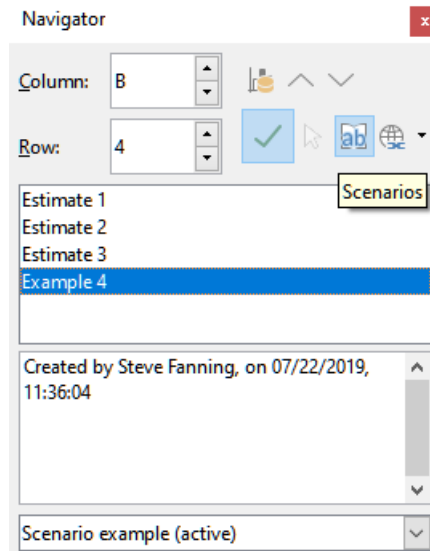 Navigator
x
Column: B
Row: 4
ab
Scenarios
Estimate 1
Estimate 2
Estimate 3
Example 4
Created by Steve Fanning, on 07/22/2019,
11:36:04
Scenario example (active)